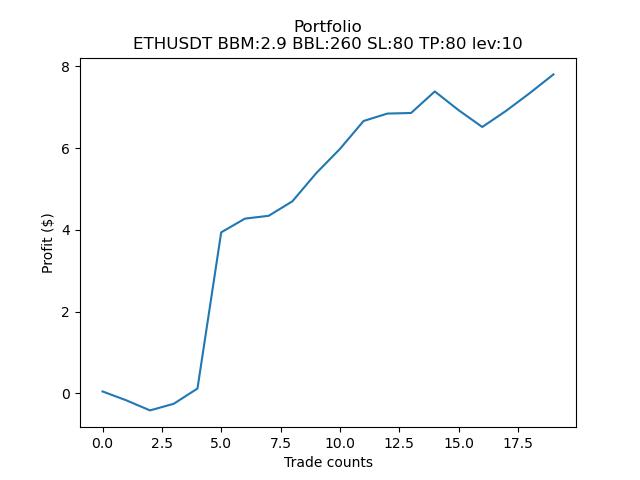 Portfolio
ETHUSDT BBM:2.9 BBL:260 SL:80 TP:80 lev:10
8
6
4
2
0
Profit ($)
0.0 2.5 5.0 7.5 10.0 12.5 15.0 17.5
Trade counts